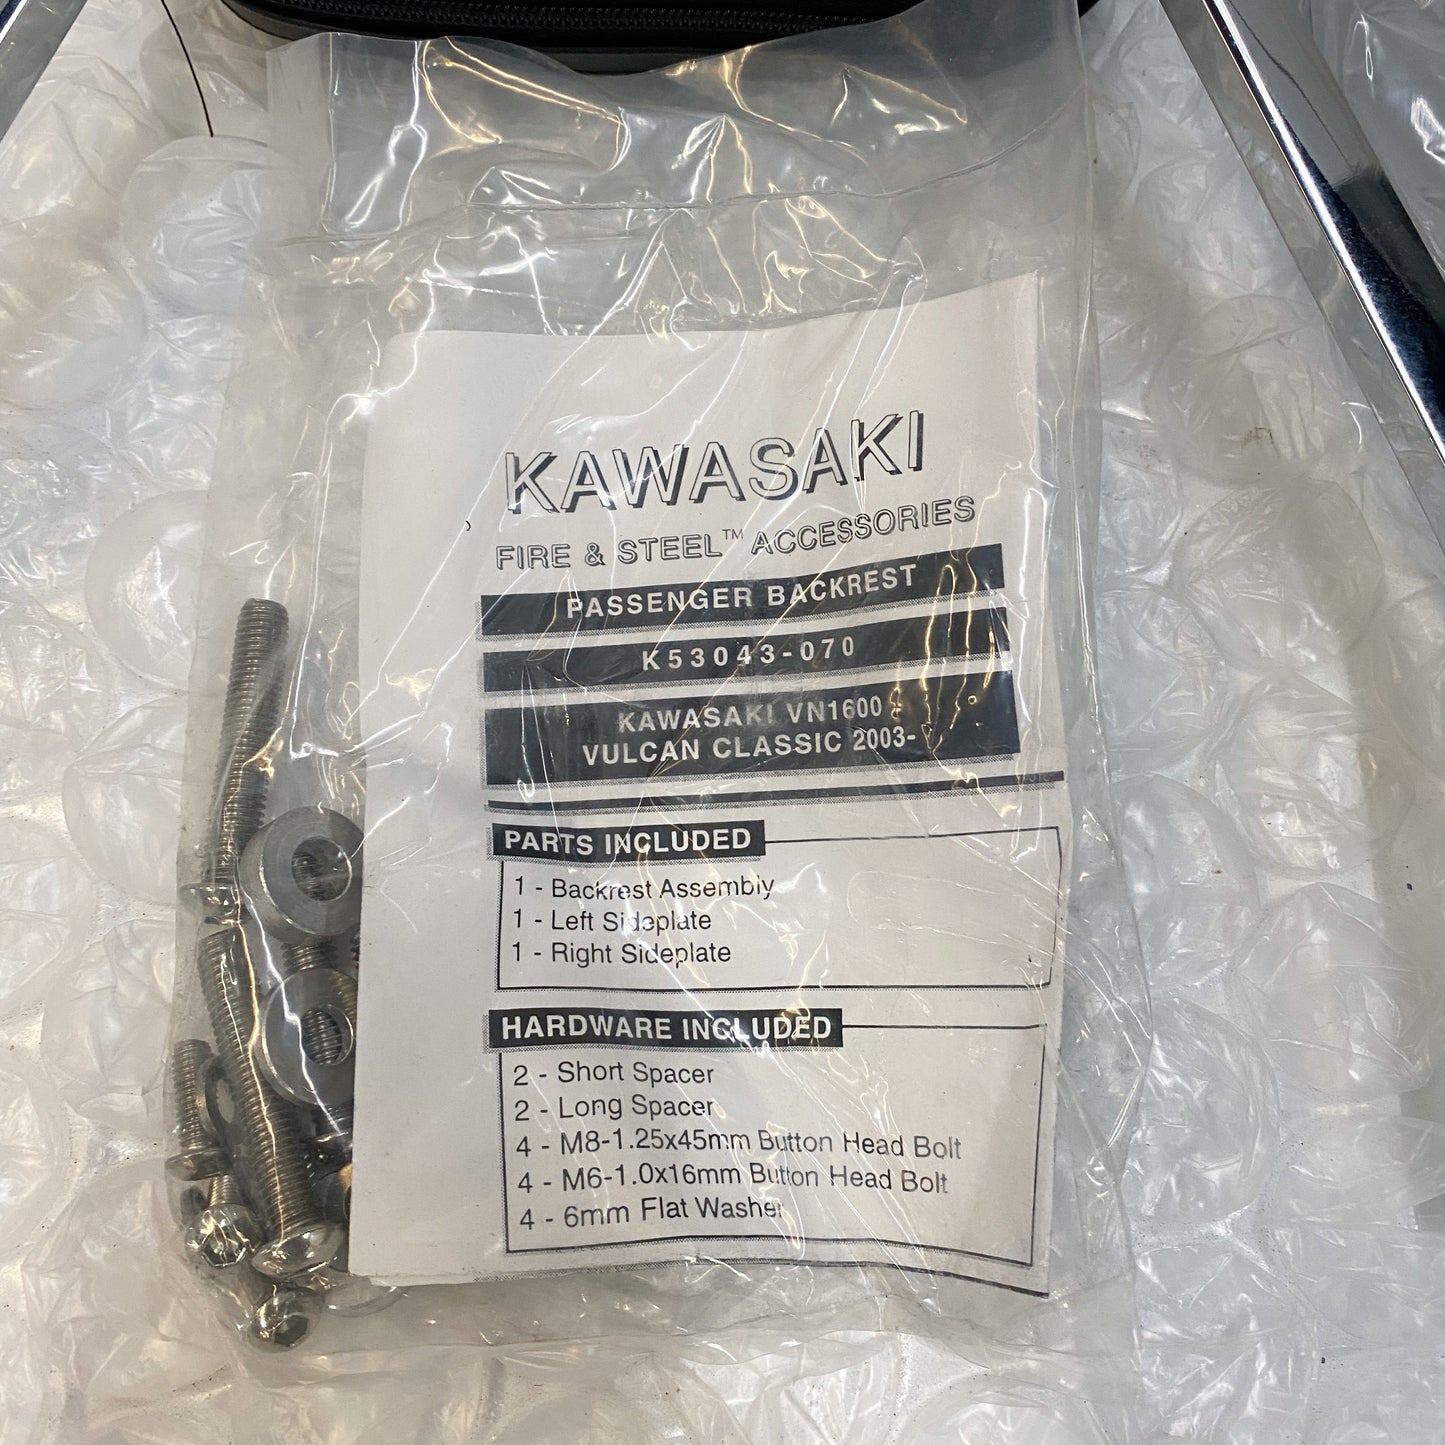 KAWASAKI
FIRE & STEEL™ ACCESSORIES
PASSENGER BACKREST
K53043-070
KAWASAKI VN1600
VULCAN CLASSIC 2003-
PARTS INCLUDED
1 - Backrest Assembly
1 - Left Sideplate
1 - Right Sideplate
HARDWARE INCLUDED
2 - Short Spacer
2 - Long Spacer
4 - M8-1.25x45mm Button Head Bolt
4 - M6-1.0x16mm Button Head Bolt
4 - 6mm Flat Washer